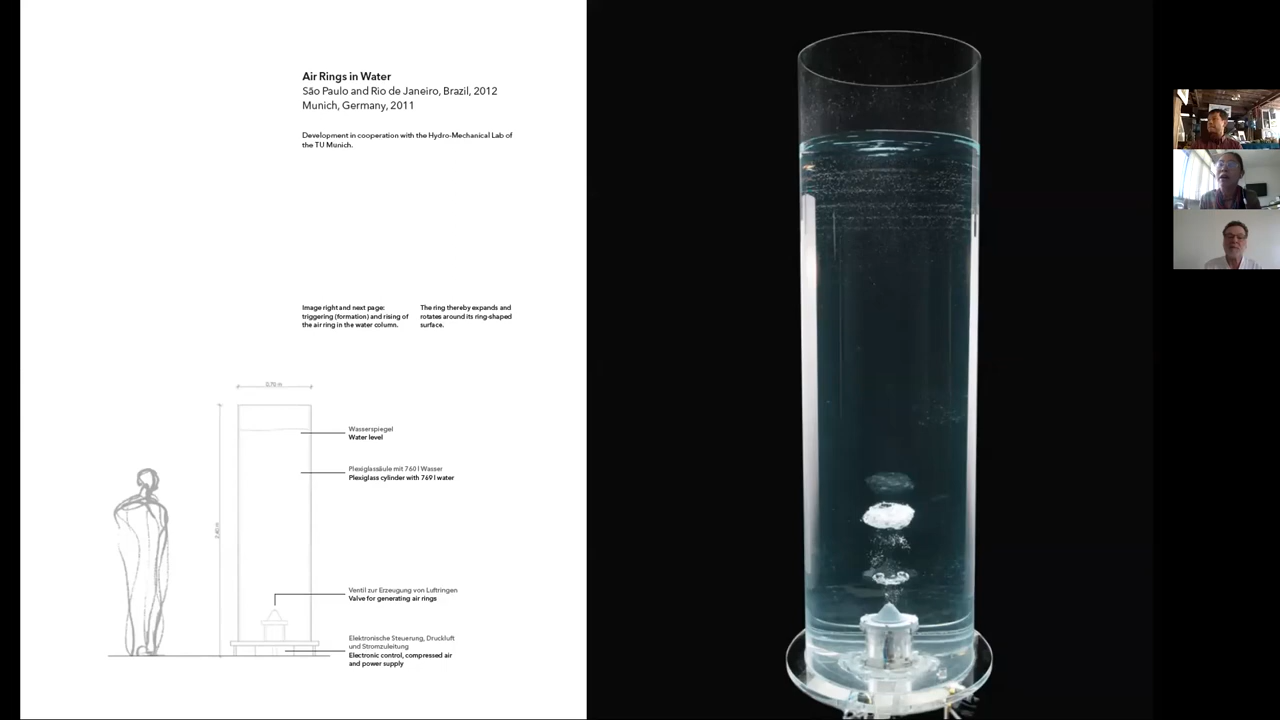 Air Rings in Water
São Paulo and Rio de Janeiro, Brazil, 2012
Munich, Germany, 2011
Development in cooperation with the Hydro-Mechanical Lab of
the TU Munich.
Image right and next page:
triggering (formation) and rising of
the air ring in the water column.
The ring thereby expands and
rotates around its ring-shaped
surface.
0,70 m
Wasserspiegel
Water level
Plexiglassäule mit 760 l Wasser
Plexiglass cylinder with 769 l water
2,40 m
Ventil zur Erzeugung von Luftringen
Valve for generating air rings
Elektronische Steuerung, Druckluft
und Stromzuleitung
Electronic control, compressed air
and power supply